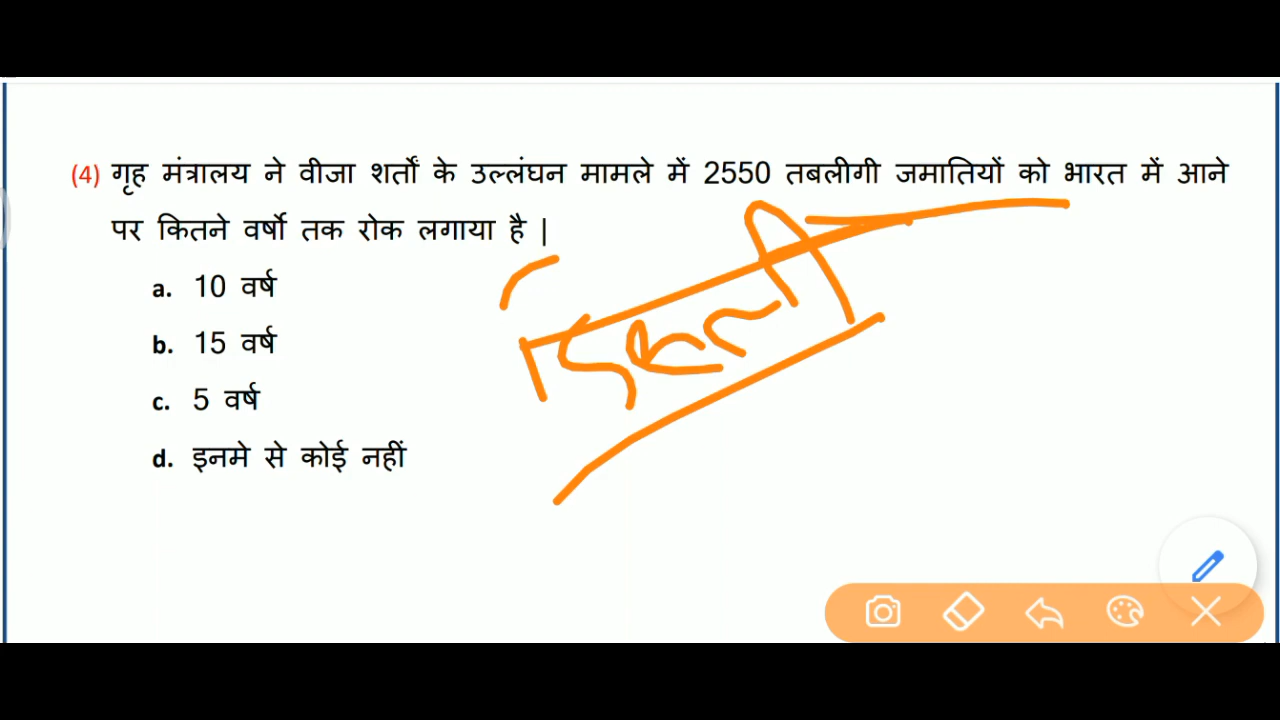 (4) गृह मंत्रालय ने वीजा शर्तों के उल्लंघन मामले में 2550 तबलीगी जमातियों को भारत में आने
पर कितने वर्षो तक रोक लगाया है |
a. 10 वर्ष
b. 15 वर्ष
c. 5 वर्ष
d. इनमे से कोई नहीं